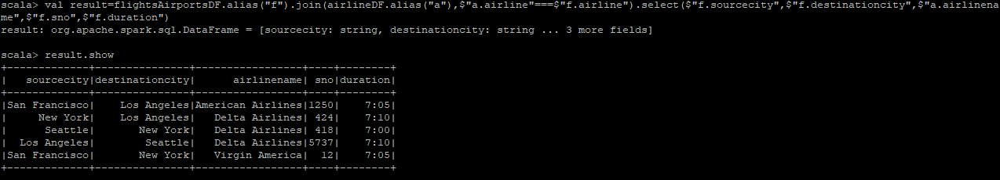 scala> val result=flightsAirportsDF.alias("f").join(airlineDF.alias("a"),$"a.airline"===$"f.airline").select($"f.sourcecity",$"f.destinationcity",$"a.airlinena
me",$"f.sno",$"f.duration")
result: org.apache.spark.sql.DataFrame = [sourcecity: string, destinationcity: string ... 3 more fields]
scala> result.show
+-------------+---------------+-----------------+----+--------+
|   sourcecity|destinationcity|      airlinename| sno|duration|
+-------------+---------------+-----------------+----+--------+
|San Francisco|    Los Angeles|American Airlines|1250|    7:05|
|     New York|    Los Angeles|   Delta Airlines| 424|    7:10|
|      Seattle|       New York|   Delta Airlines| 418|    7:00|
|  Los Angeles|        Seattle|   Delta Airlines|5737|    7:10|
|San Francisco|       New York|   Virgin America|  12|    7:05|
+-------------+---------------+-----------------+----+--------+